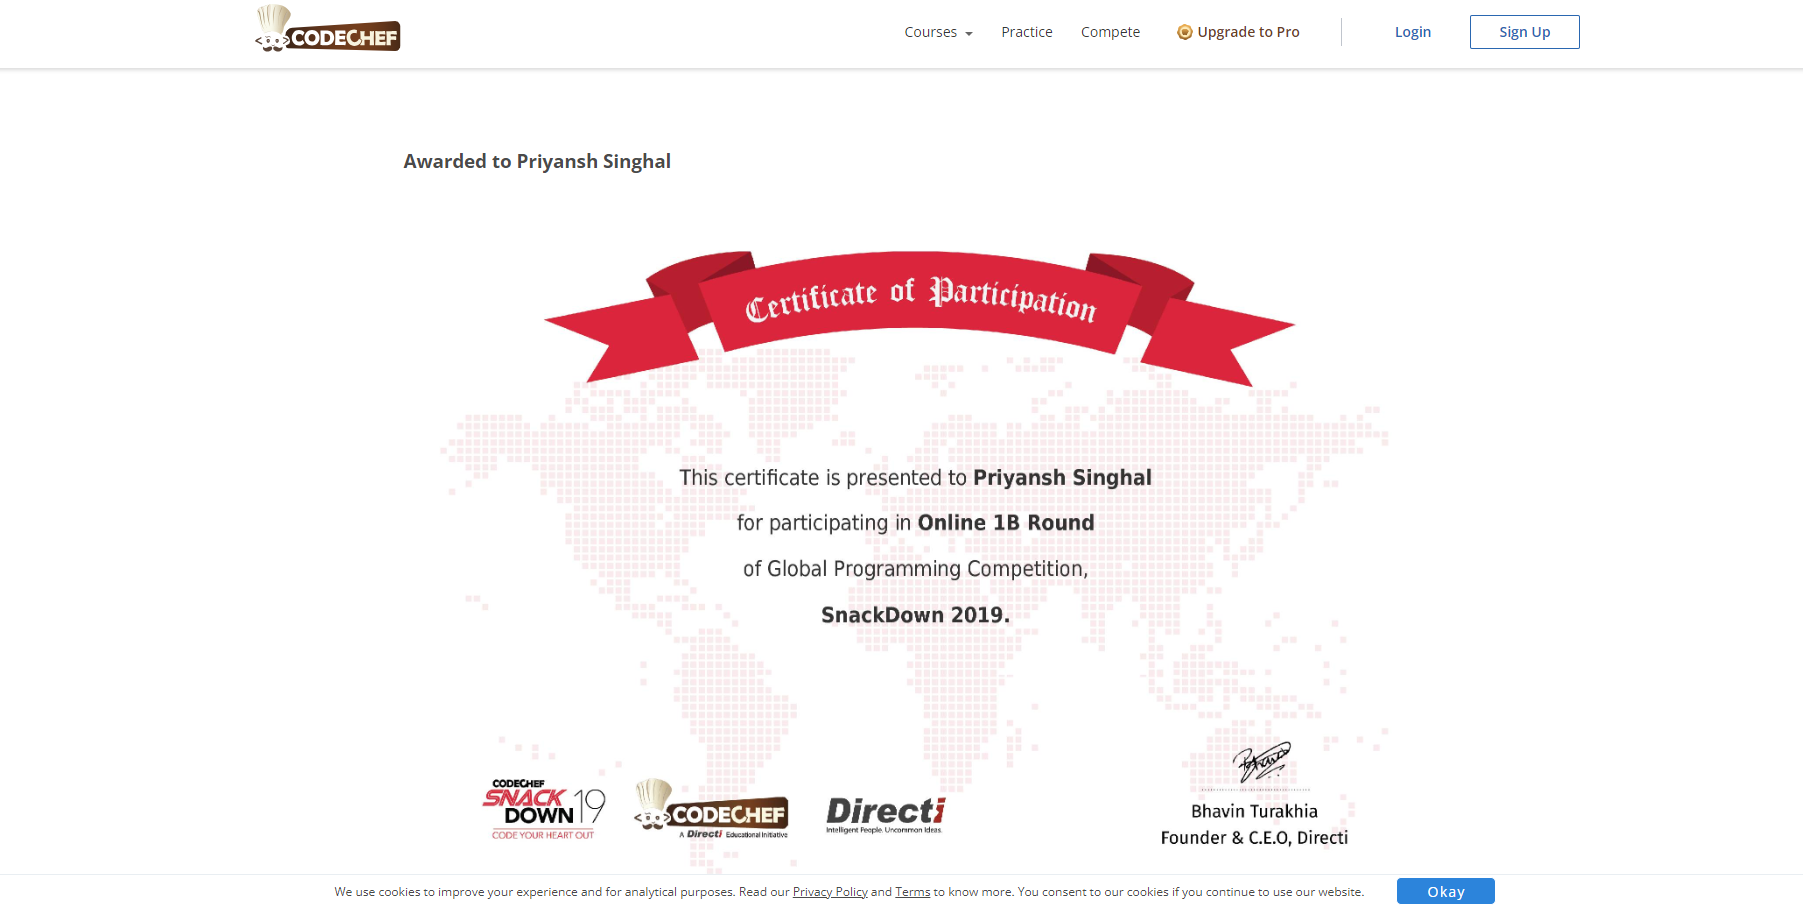 CODECHEF
Courses
Practice
Compete
Upgrade to Pro
Login
Sign Up
Awarded to Priyansh Singhal
Certificate of Participation
This certificate is presented to Priyansh Singhal
for participating in Online 1B Round
of Global Programming Competition,
SnackDown 2019.
CODECHEF
SNACK
DOWN 19
CODE YOUR HEART OUT
CODECHEF
A Directi Educational Initiative
Directi
Intelligent People. Uncommon Ideas.
Bhavin Turakhia
Founder & C.E.O, Directi
We use cookies to improve your experience and for analytical purposes. Read our Privacy Policy and Terms to know more. You consent to our cookies if you continue to use our website.
Okay